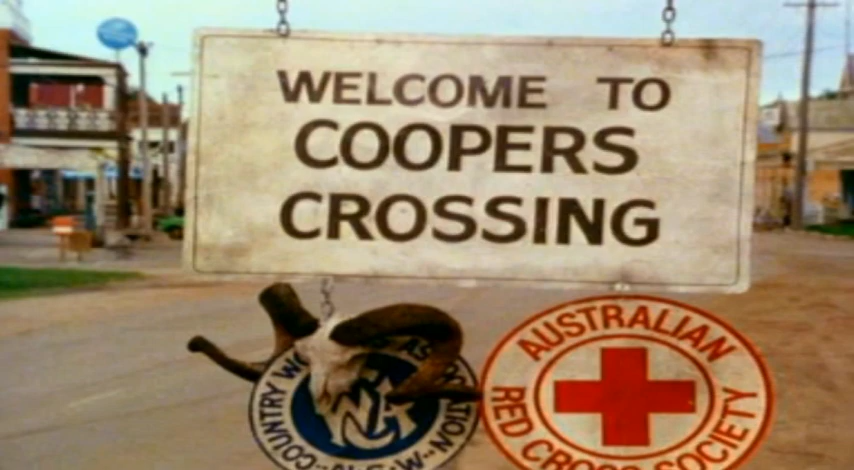 WELCOME TO
COOPERS
CROSSING
AUSTRALIAN
RED CROSS SOCIETY
COUNTRY
N.S.W.